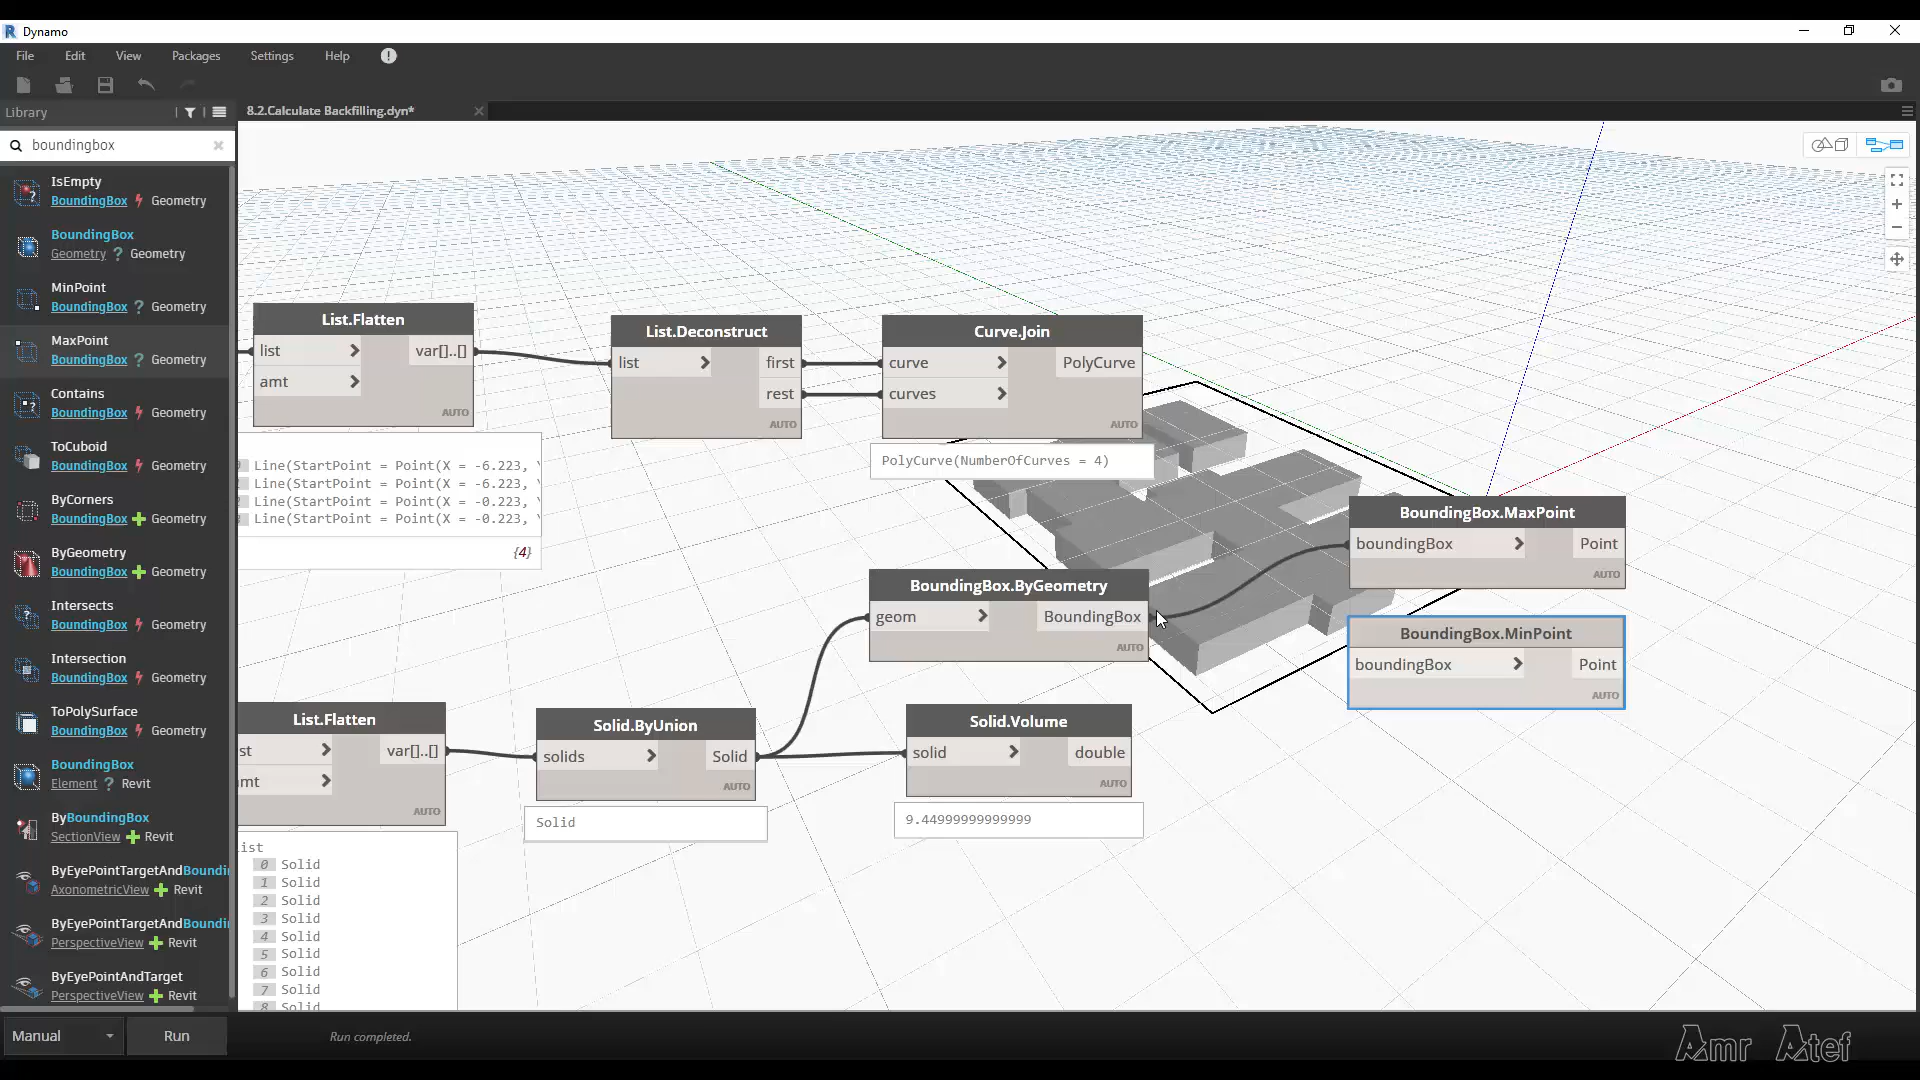 Dynamo
File Edit View Packages Settings Help
Library
8.2.Calculate Backfilling.dyn*
boundingbox
IsEmpty
BoundingBox Geometry
BoundingBox
Geometry ? Geometry
MinPoint
BoundingBox ? Geometry
MaxPoint
BoundingBox ? Geometry
Contains
BoundingBox Geometry
ToCuboid
BoundingBox Geometry
ByCorners
BoundingBox Geometry
ByGeometry
BoundingBox Geometry
Intersects
BoundingBox Geometry
Intersection
BoundingBox Geometry
ToPolySurface
BoundingBox Geometry
BoundingBox
Element ? Revit
ByBoundingBox
SectionView Revit
ByEyePointTargetAndBoundi
AxonometricView Revit
ByEyePointTargetAndBoundi
PerspectiveView Revit
ByEyePointAndTarget
PerspectiveView Revit
List.Flatten
list var[]..[]
amt
AUTO
Line(StartPoint = Point(X = -6.223,
Line(StartPoint = Point(X = -6.223,
Line(StartPoint = Point(X = -0.223,
Line(StartPoint = Point(X = -0.223,
{4}
List.Deconstruct
list first
rest
AUTO
Curve.Join
curve PolyCurve
curves
AUTO
PolyCurve(NumberOfCurves = 4)
BoundingBox.MaxPoint
boundingBox Point
AUTO
BoundingBox.ByGeometry
geom BoundingBox
AUTO
BoundingBox.MinPoint
boundingBox Point
AUTO
List.Flatten
st var[]..[]
mt
AUTO
Solid.ByUnion
solids Solid
AUTO
Solid
Solid.Volume
solid double
AUTO
9.44999999999999
ist
0 Solid
1 Solid
2 Solid
3 Solid
4 Solid
5 Solid
6 Solid
7 Solid
8 Solid
Manual Run Run completed.
Amr Atef